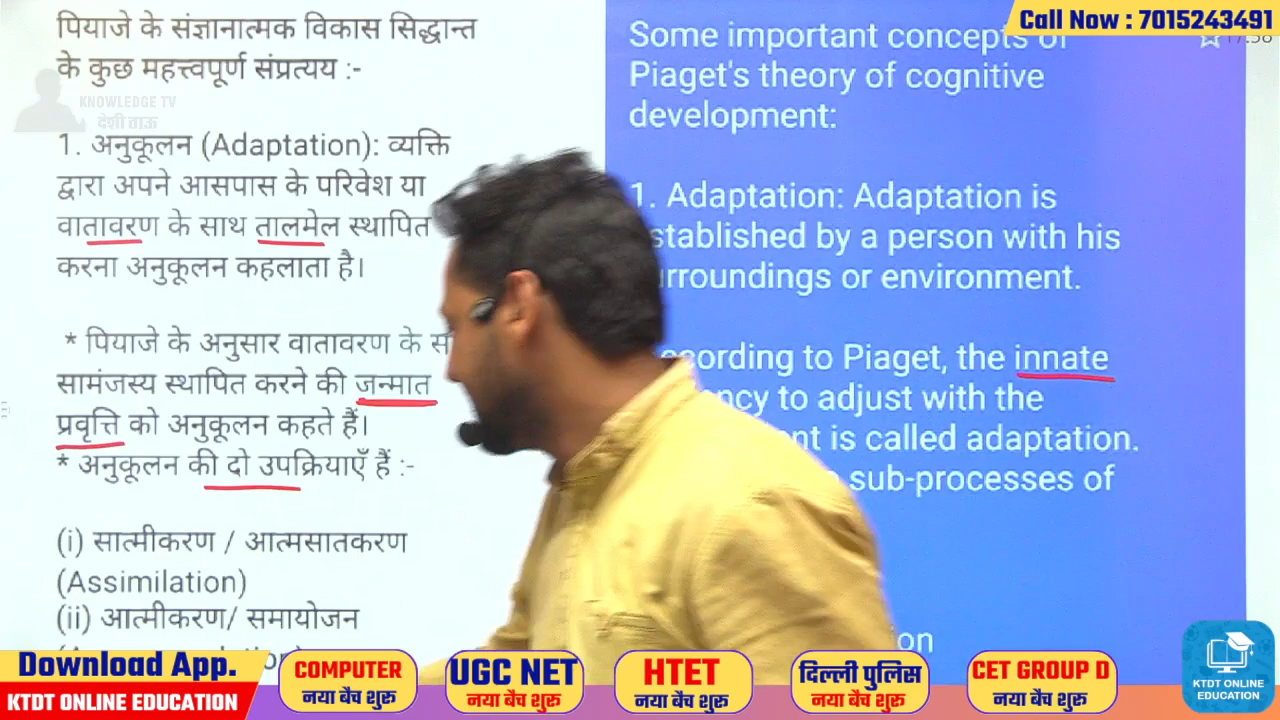 पियाजे के संज्ञानात्मक विकास सिद्धान्त
के कुछ महत्त्वपूर्ण संप्रत्यय :-
KNOWLEDGE TV
देशी ताऊ
1. अनुकूलन (Adaptation): व्यक्ति
द्वारा अपने आसपास के परिवेश या
वातावरण के साथ तालमेल स्थापित
करना अनुकूलन कहलाता है।
* पियाजे के अनुसार वातावरण के
सामंजस्य स्थापित करने की जन्मात
प्रवृत्ति को अनुकूलन कहते हैं।
* अनुकूलन की दो उपक्रियाएँ हैं :-
(i) सात्मीकरण / आत्मसातकरण
(Assimilation)
(ii) आत्मीकरण/ समायोजन
Call Now : 7015243491
Some important concepts of
Piaget's theory of cognitive
development:
1. Adaptation: Adaptation is
established by a person with his
surroundings or environment.
According to Piaget, the innate
to adjust with the
is called adaptation.
sub-processes of
Download App.
KTDT ONLINE EDUCATION
COMPUTER
नया बैच शुरू
UGC NET
नया बैच शुरू
HTET
नया बैच शुरू
दिल्ली पुलिस
नया बैच शुरू
CET GROUP D
नया बैच शुरू
KTDT ONLINE
EDUCATION